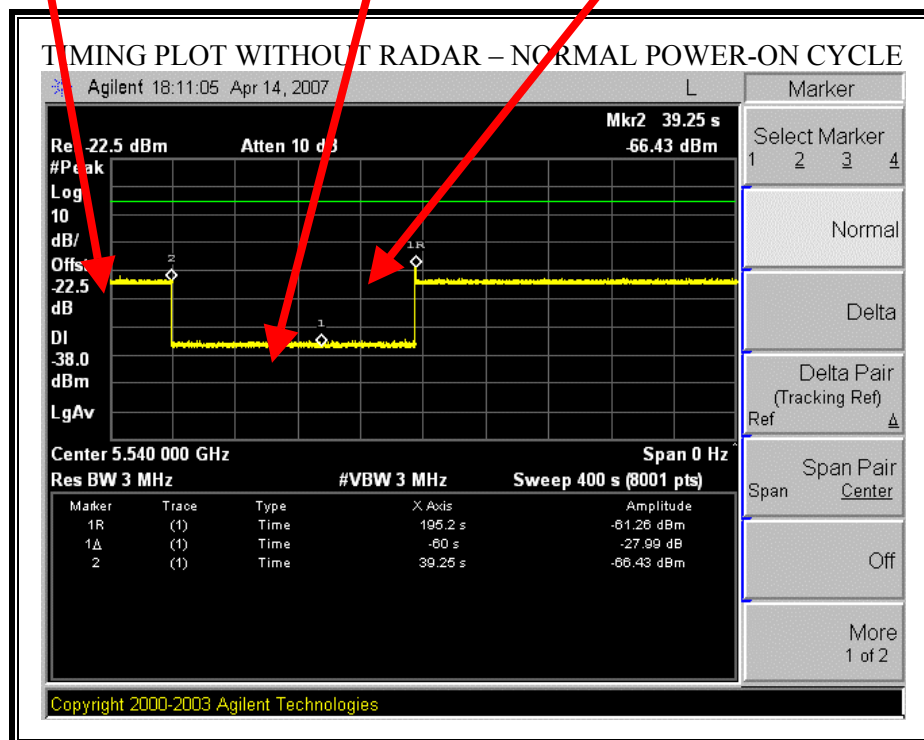 TIMING PLOT WITHOUT RADAR – NORMAL POWER-ON CYCLE
Agilent 18:11:05 Apr 14, 2007 L
Mkr2 39.25 s
Ref -22.5 dBm Atten 10 dB -66.43 dBm
#Peak
Log
10
dB/
Offst
-22.5
dB
DI
-38.0
dBm
LgAv
2
1R
1
Center 5.540 000 GHz Span 0 Hz
Res BW 3 MHz #VBW 3 MHz Sweep 400 s (8001 pts)
Marker Trace Type X Axis Amplitude
1R (1) Time 195.2 s -61.26 dBm
1Δ (1) Time -60 s -27.99 dB
2 (1) Time 39.25 s -66.43 dBm
Copyright 2000-2003 Agilent Technologies
Marker
Select Marker
1 2 3 4
Normal
Delta
Delta Pair
(Tracking Ref)
Ref Δ
Span Pair
Span Center
Off
More
1 of 2